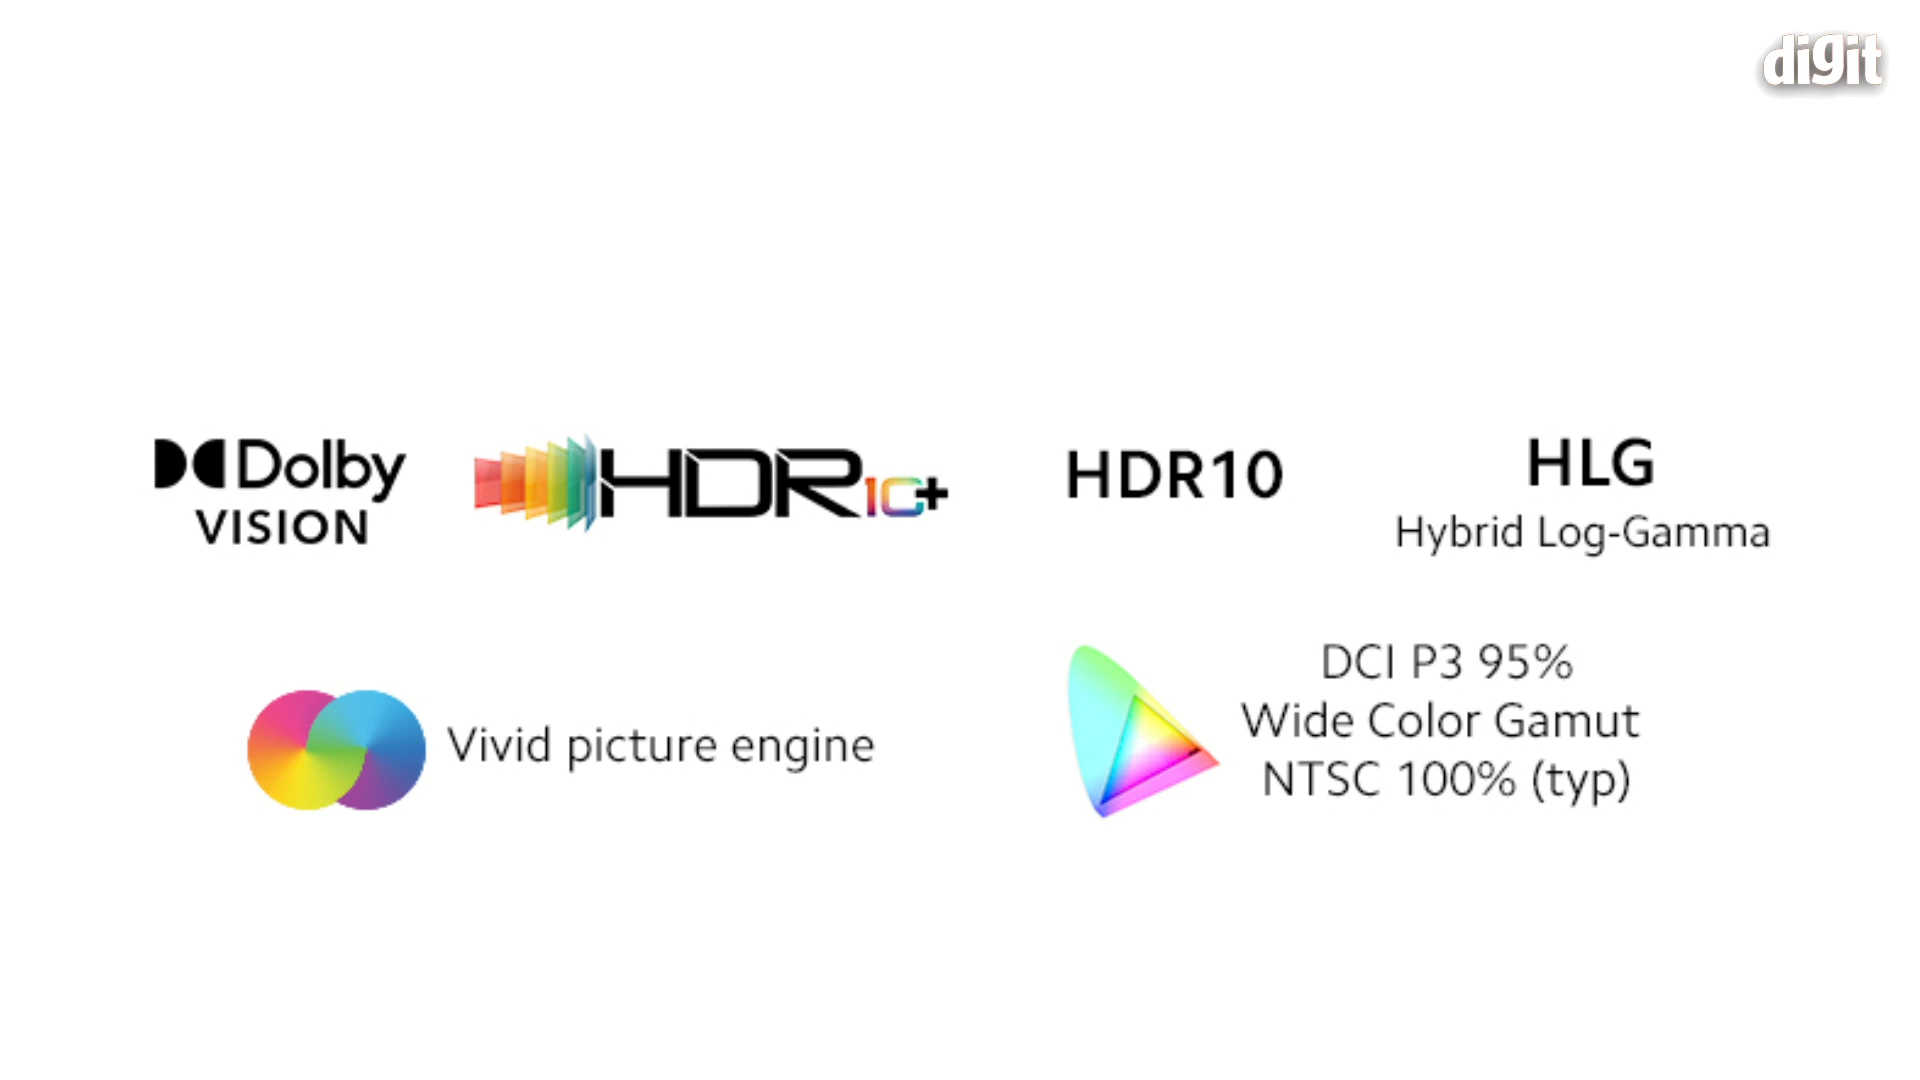 digit
Dolby
VISION
HDR10+
HDR10
HLG
Hybrid Log-Gamma
Vivid picture engine
DCI P3 95%
Wide Color Gamut
NTSC 100% (typ)